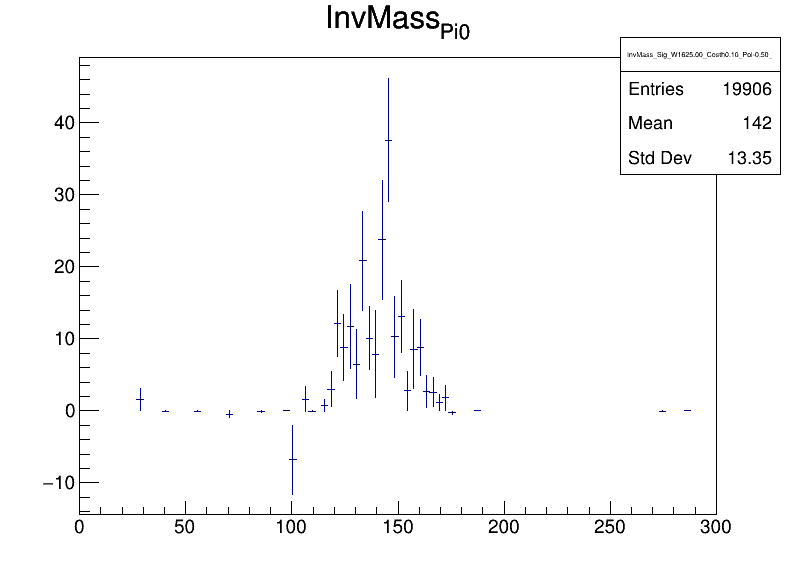 InvMass_Pi0
InvMass_Sig_W1625.00_Costh0.10_Pol-0.50_
Entries 19906
Mean 142
Std Dev 13.35
40
30
20
10
0
−10
0 50 100 150 200 250 300